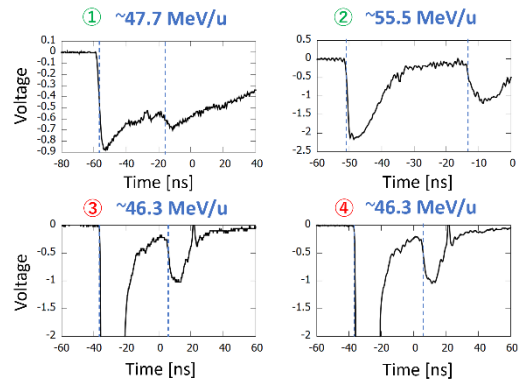 ① ~47.7 MeV/u
② ~55.5 MeV/u
Voltage
0.1
0
-0.1
-0.2
-0.3
-0.4
-0.5
-0.6
-0.7
-0.8
-0.9
-80 -60 -40 -20 0 20 40
Time [ns]
0.5
0
-0.5
-1
-1.5
-2
-2.5
-60 -50 -40 -30 -20 -10 -0
Time [ns]
③ ~46.3 MeV/u
④ ~46.3 MeV/u
Voltage
0
-0.5
-1
-1.5
-2
-60 -40 -20 0 20 40 60
Time [ns]
0
-0.5
-1
-1.5
-2
-60 -40 -20 0 20 40 60
Time [ns]